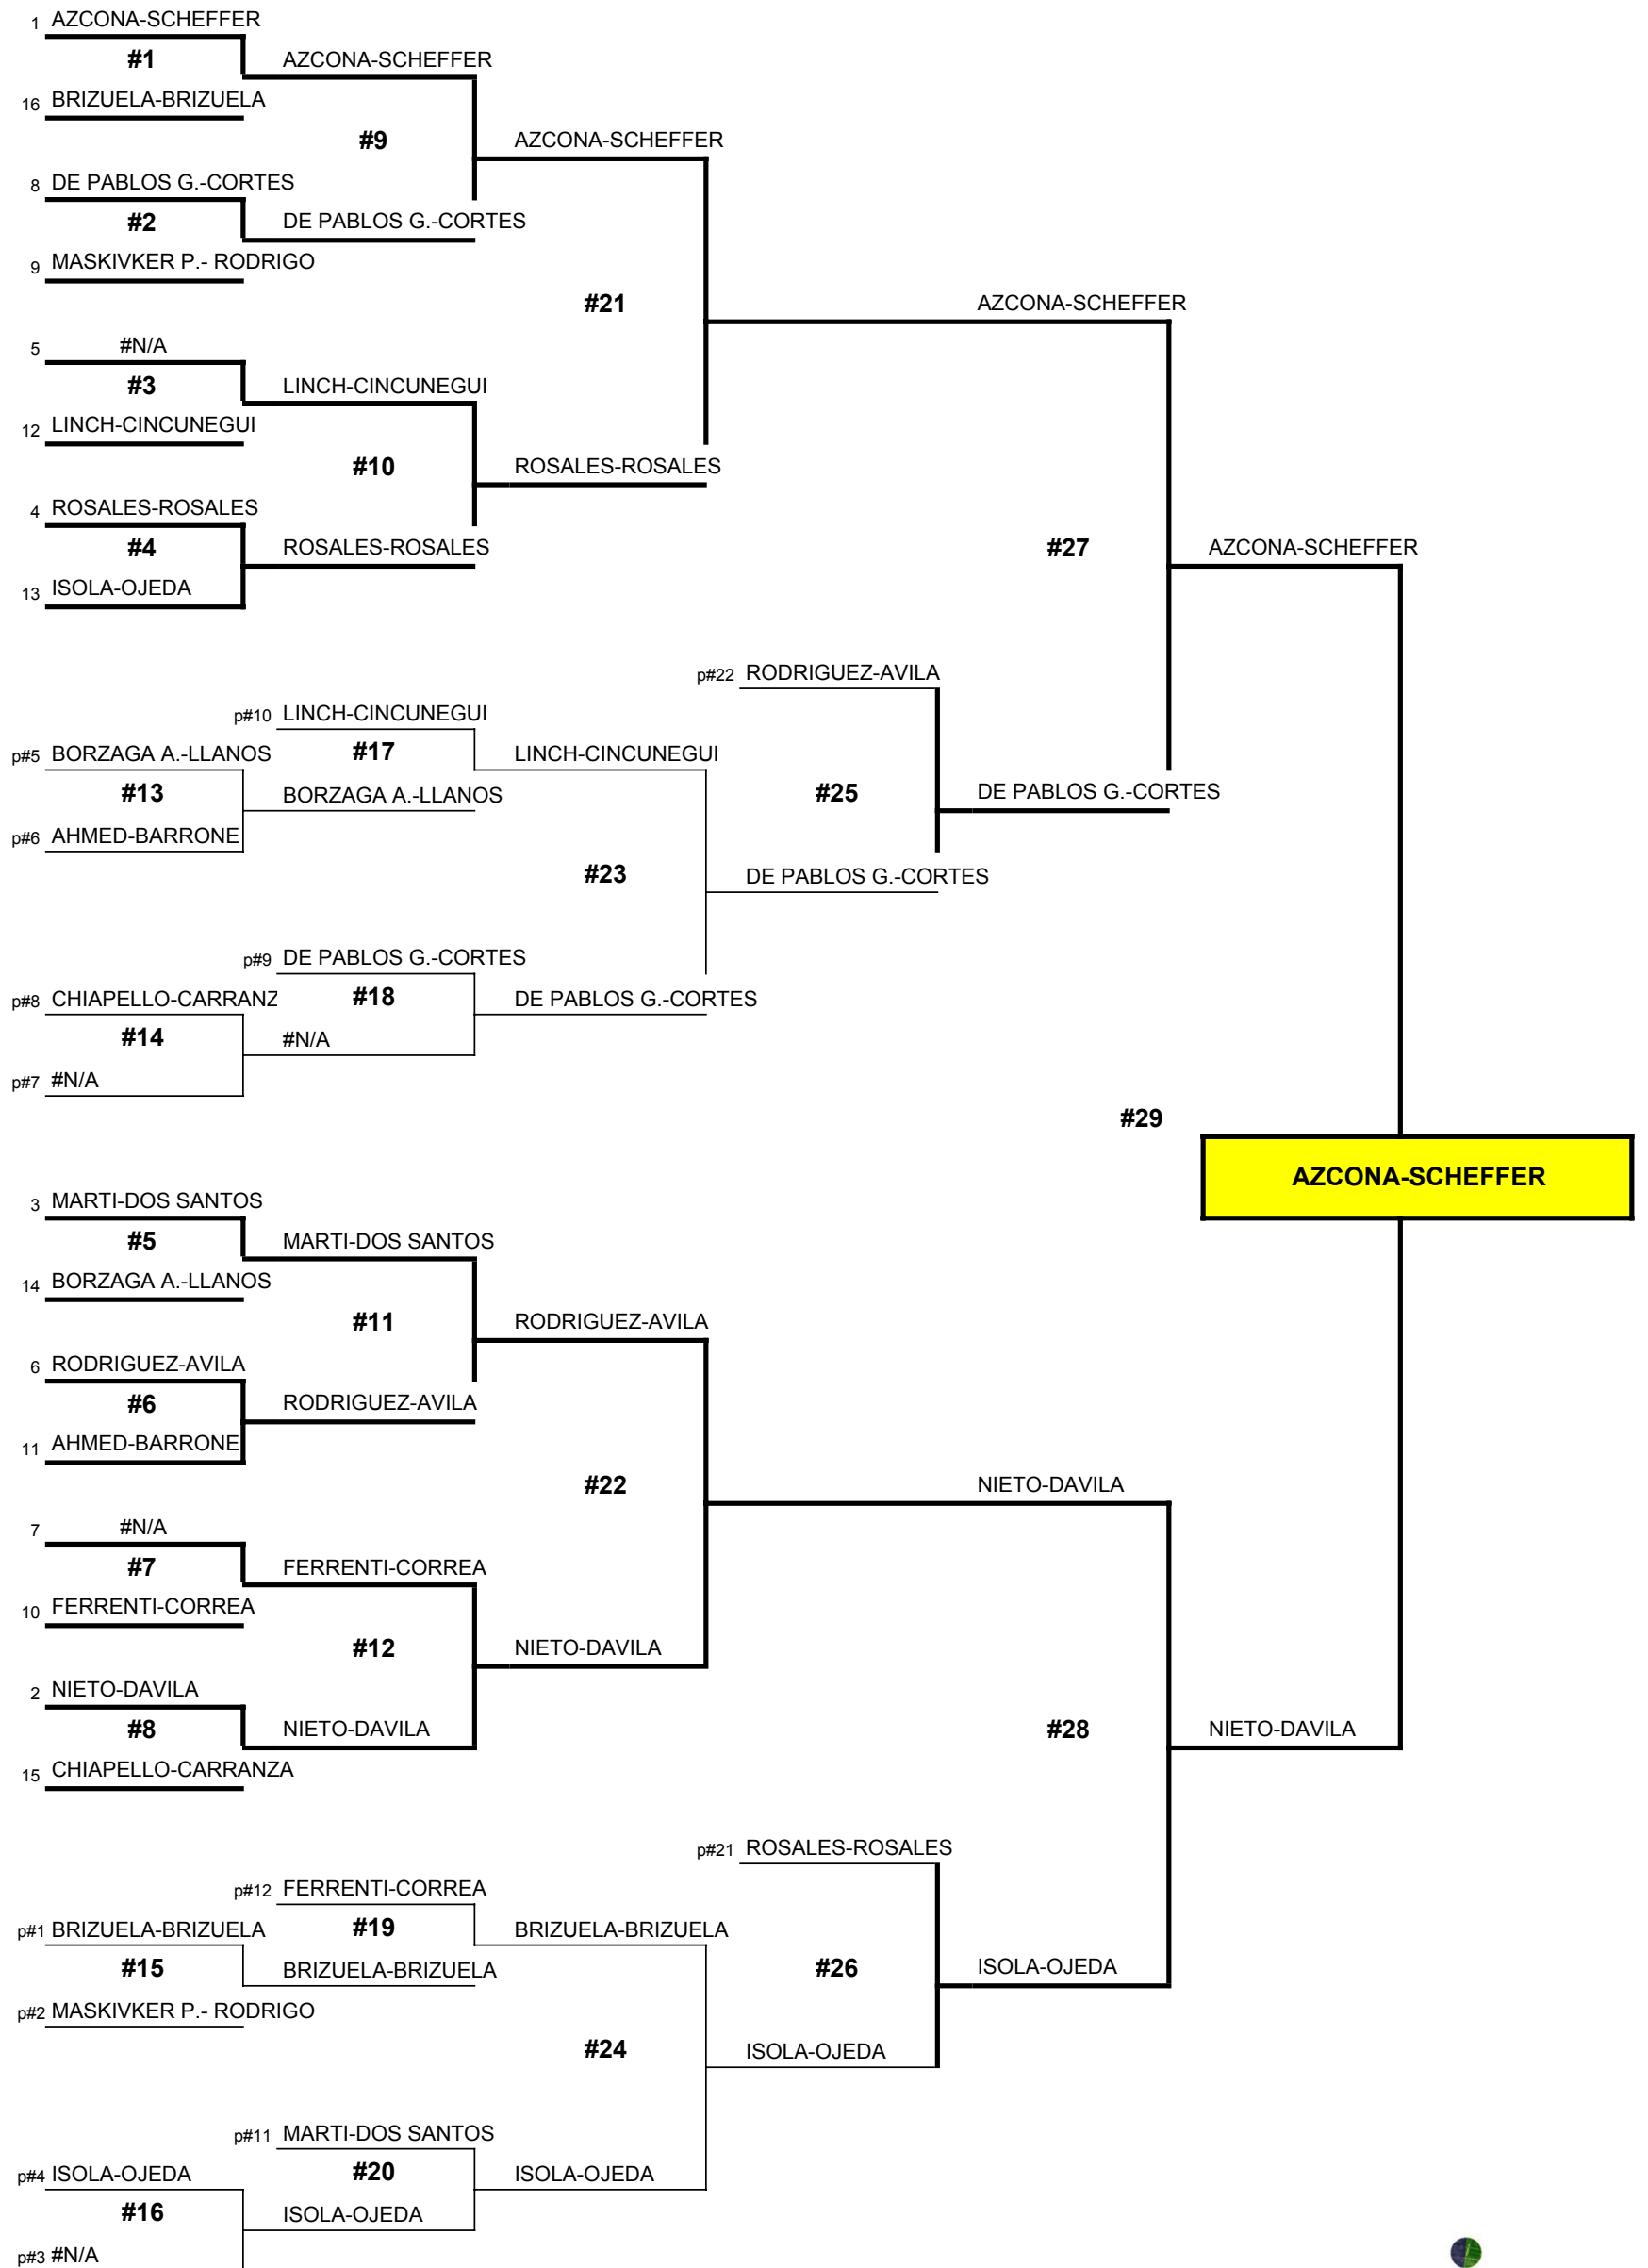 1 AZCONA-SCHEFFER
#1 AZCONA-SCHEFFER
16 BRIZUELA-BRIZUELA
#9 AZCONA-SCHEFFER
8 DE PABLOS G.-CORTES
#2 DE PABLOS G.-CORTES
9 MASKIVKER P.- RODRIGO
#21 AZCONA-SCHEFFER
5 #N/A
#3 LINCH-CINCUNEGUI
12 LINCH-CINCUNEGUI
#10 ROSALES-ROSALES
4 ROSALES-ROSALES
#4 ROSALES-ROSALES #27 AZCONA-SCHEFFER
13 ISOLA-OJEDA
p#22 RODRIGUEZ-AVILA
p#10 LINCH-CINCUNEGUI
p#5 BORZAGA A.-LLANOS #17 LINCH-CINCUNEGUI
#13 BORZAGA A.-LLANOS #25 DE PABLOS G.-CORTES
p#6 AHMED-BARRONE
#23 DE PABLOS G.-CORTES
p#9 DE PABLOS G.-CORTES
p#8 CHIAPELLO-CARRANZ #18 DE PABLOS G.-CORTES
#14 #N/A
p#7 #N/A
#29
AZCONA-SCHEFFER
3 MARTI-DOS SANTOS
#5 MARTI-DOS SANTOS
14 BORZAGA A.-LLANOS
#11 RODRIGUEZ-AVILA
6 RODRIGUEZ-AVILA
#6 RODRIGUEZ-AVILA
11 AHMED-BARRONE
#22 NIETO-DAVILA
7 #N/A
#7 FERRENTI-CORREA
10 FERRENTI-CORREA
#12 NIETO-DAVILA
2 NIETO-DAVILA
#8 NIETO-DAVILA #28 NIETO-DAVILA
15 CHIAPELLO-CARRANZA
p#21 ROSALES-ROSALES
p#12 FERRENTI-CORREA
p#1 BRIZUELA-BRIZUELA #19 BRIZUELA-BRIZUELA
#15 BRIZUELA-BRIZUELA #26 ISOLA-OJEDA
p#2 MASKIVKER P.- RODRIGO
#24 ISOLA-OJEDA
p#11 MARTI-DOS SANTOS
p#4 ISOLA-OJEDA #20 ISOLA-OJEDA
#16 ISOLA-OJEDA
p#3 #N/A